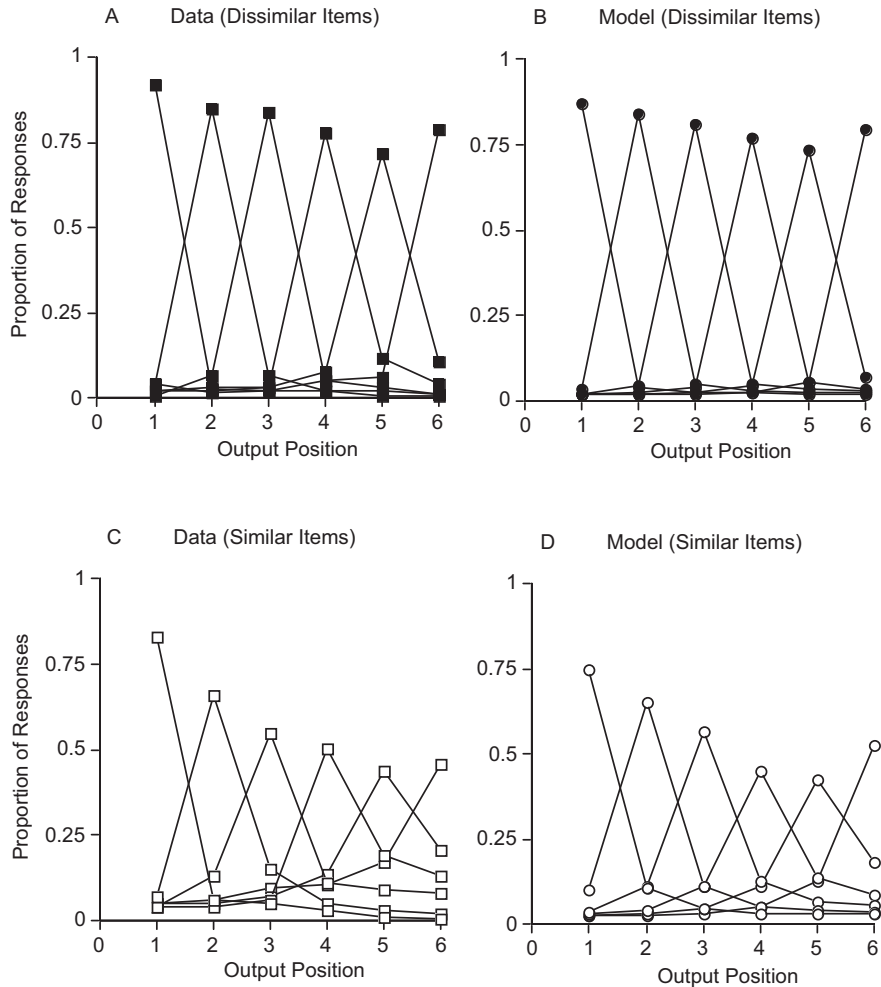 A Data (Dissimilar Items)
1
0.75
0.5
0.25
0
Proportion of Responses
0 1 2 3 4 5 6
Output Position
B Model (Dissimilar Items)
1
0.75
0.5
0.25
0
0 1 2 3 4 5 6
Output Position
C Data (Similar Items)
1
0.75
0.5
0.25
0
Proportion of Responses
0 1 2 3 4 5 6
Output Position
D Model (Similar Items)
1
0.75
0.5
0.25
0
0 1 2 3 4 5 6
Output Position